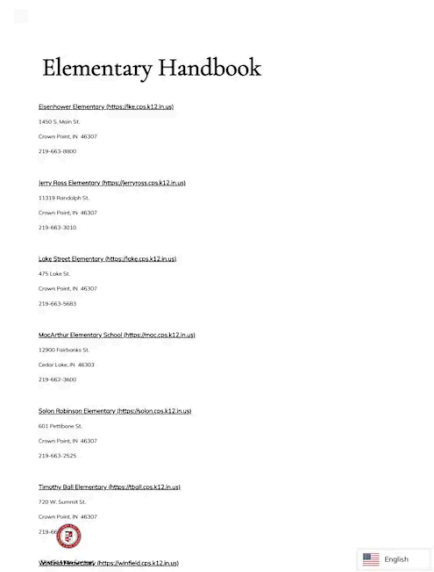 Elementary Handbook
Eisenhower Elementary (https://ike.cps.k12.in.us)
1450 S. Main St.
Crown Point, IN 46307
219-663-8800
Jerry Ross Elementary (https://jerryross.cps.k12.in.us)
11319 Randolph St.
Crown Point, IN 46307
219-663-3010
Lake Street Elementary (https://lake.cps.k12.in.us)
475 Lake St.
Crown Point, IN 46307
219-663-5683
MacArthur Elementary School (https://mac.cps.k12.in.us)
12900 Fairbanks St.
Cedar Lake, IN 46303
219-662-3600
Solon Robinson Elementary (https://solon.cps.k12.in.us)
601 Pettibone St.
Crown Point, IN 46307
219-663-2525
Timothy Ball Elementary (https://tball.cps.k12.in.us)
720 W. Summit St.
Crown Point, IN 46307
219-66
(https://winfield.cps.k12.in.us)
English